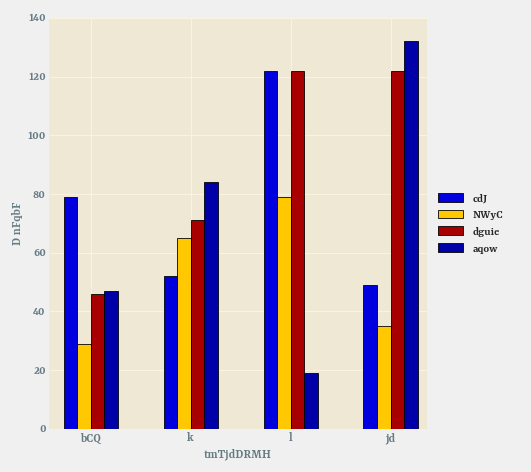 140
120
100
80
60
40
20
0
D nFqbF
bCQ k l jd
tmTjdDRMH
cdJ
NWyC
dguic
aqow